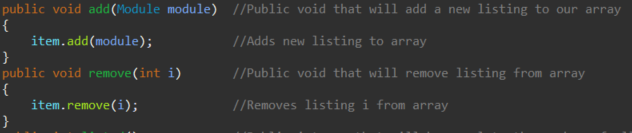 public void add(Module module)  //Public void that will add a new listing to our array
{
    item.add(module);           //Adds new listing to array
}
public void remove(int i)       //Public void that will remove listing from array
{
    item.remove(i);             //Removes listing i from array
}